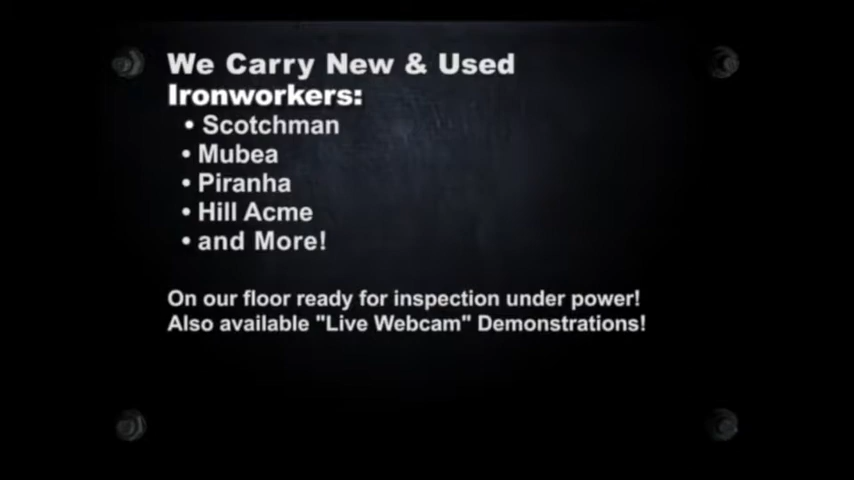 We Carry New & Used
Ironworkers:
• Scotchman
• Mubea
• Piranha
• Hill Acme
• and More!
On our floor ready for inspection under power!
Also available "Live Webcam" Demonstrations!